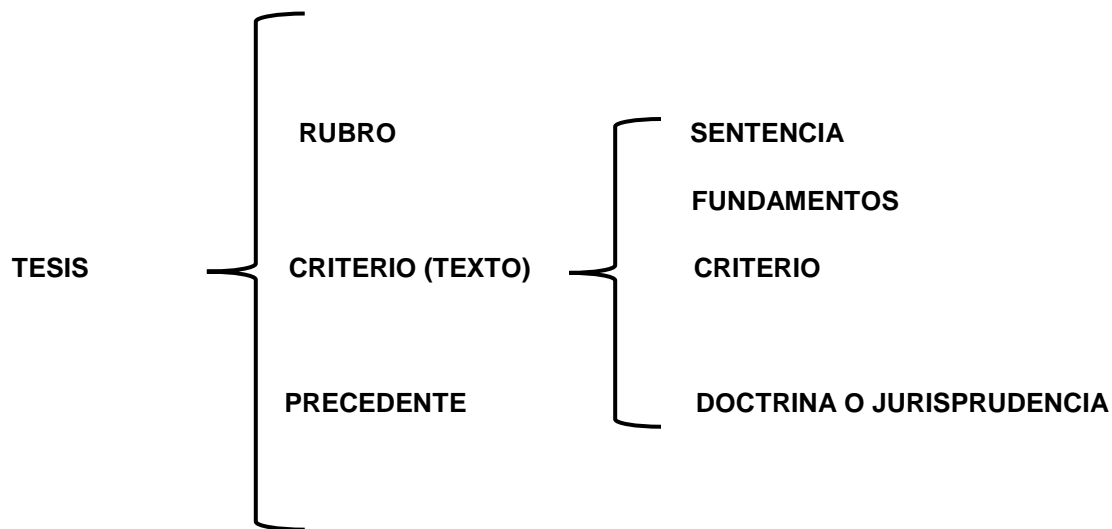 RUBRO
SENTENCIA
FUNDAMENTOS
TESIS
CRITERIO (TEXTO)
CRITERIO
PRECEDENTE
DOCTRINA O JURISPRUDENCIA